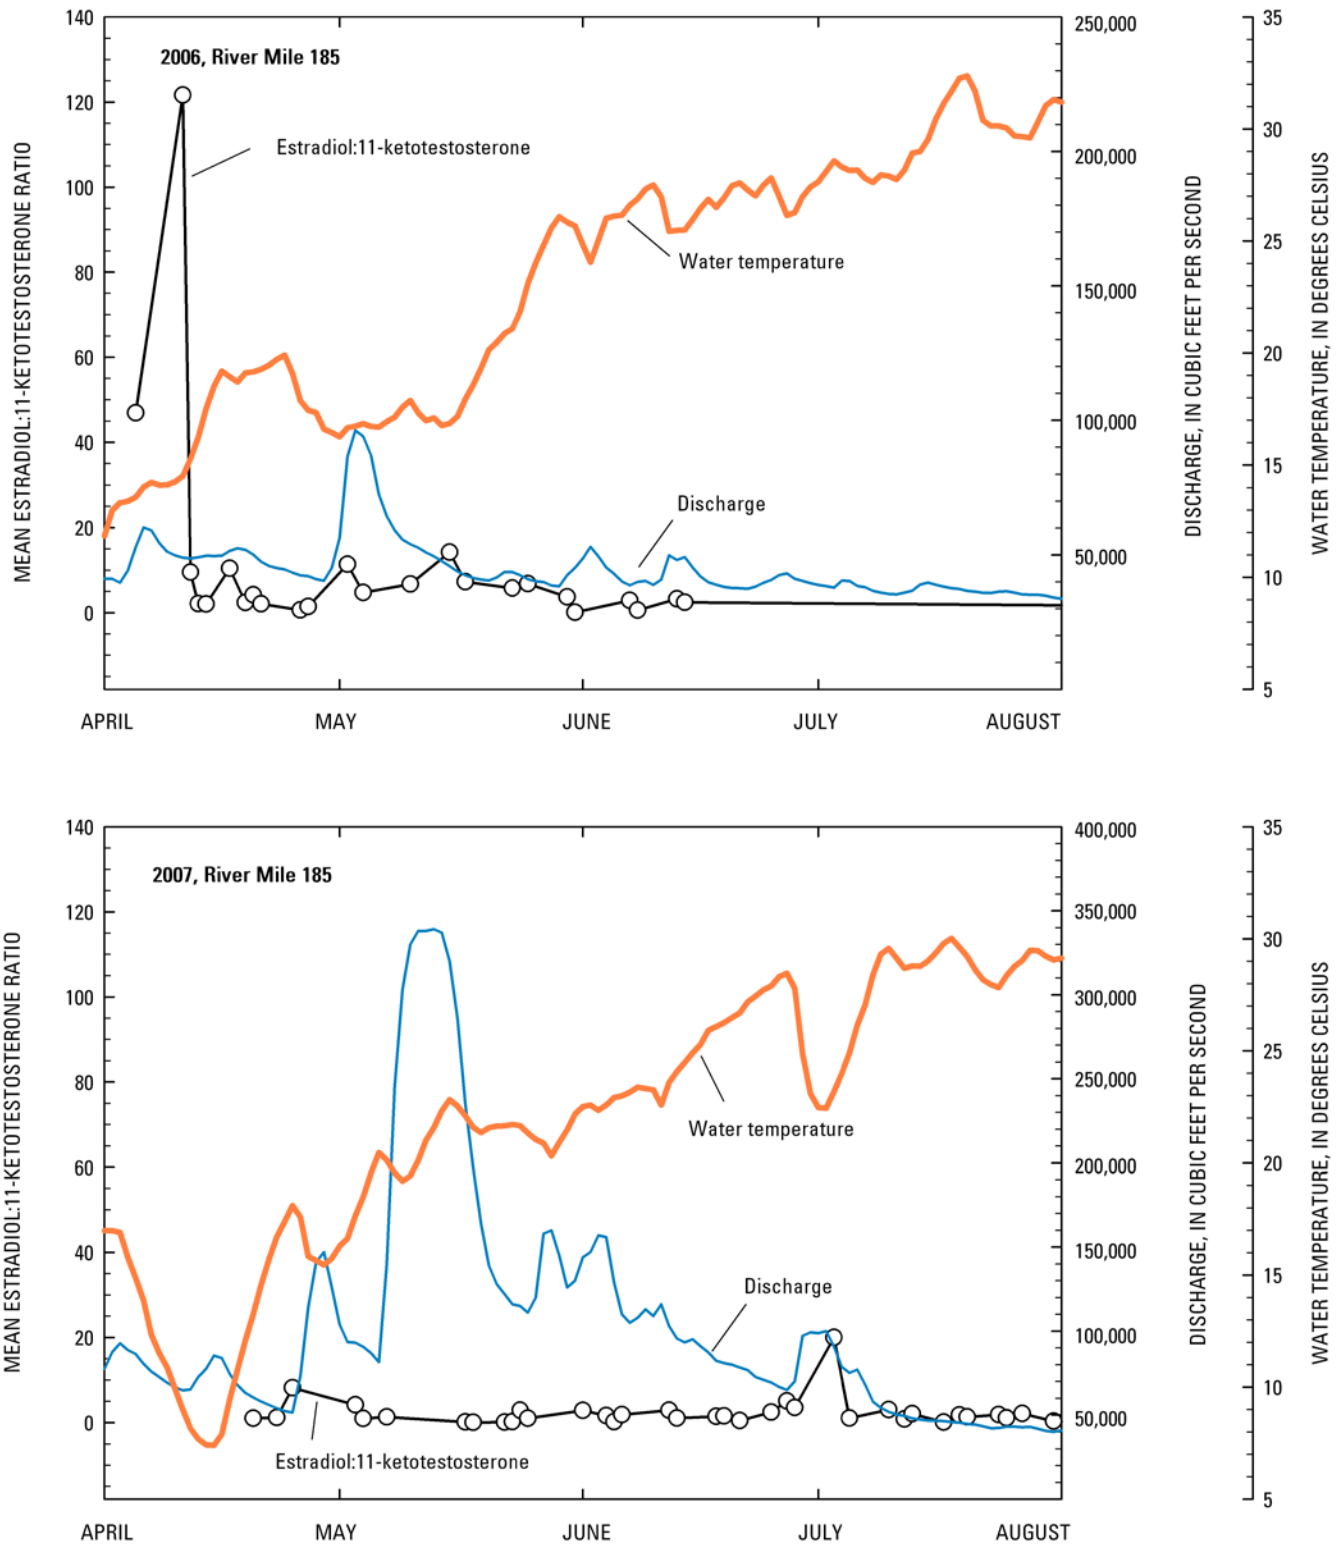 140
120
100
80
60
40
20
0
MEAN ESTRADIOL:11-KETOTESTOSTERONE RATIO
2006, River Mile 185
Estradiol:11-ketotestosterone
Water temperature
Discharge
250,000
200,000
150,000
100,000
50,000
DISCHARGE, IN CUBIC FEET PER SECOND
35
30
25
20
15
10
5
WATER TEMPERATURE, IN DEGREES CELSIUS
APRIL MAY JUNE JULY AUGUST
140
120
100
80
60
40
20
0
MEAN ESTRADIOL:11-KETOTESTOSTERONE RATIO
2007, River Mile 185
Water temperature
Discharge
Estradiol:11-ketotestosterone
400,000
350,000
300,000
250,000
200,000
150,000
100,000
50,000
DISCHARGE, IN CUBIC FEET PER SECOND
35
30
25
20
15
10
5
WATER TEMPERATURE, IN DEGREES CELSIUS
APRIL MAY JUNE JULY AUGUST